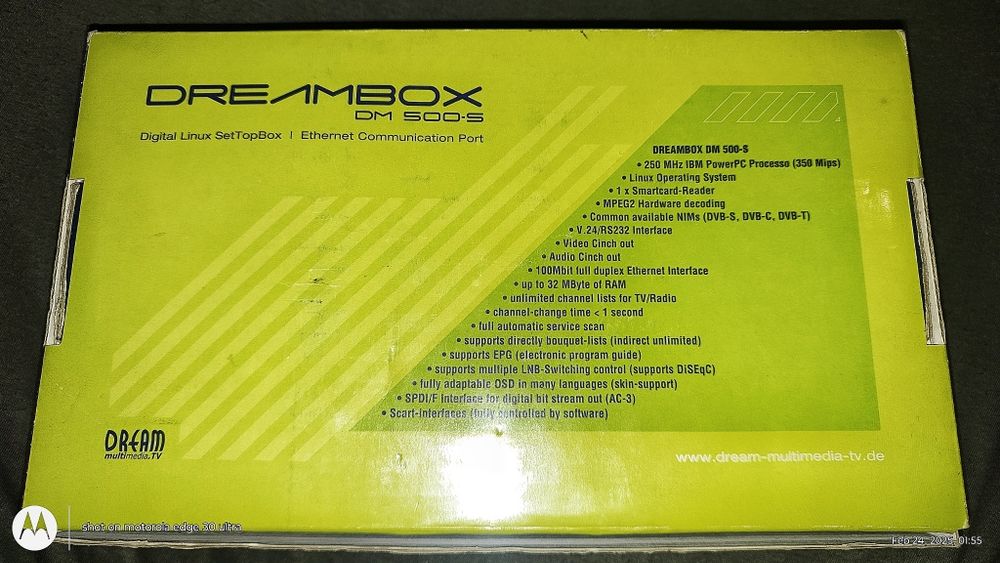 DREAMBOX
DM 500-S
Digital Linux SetTopBox | Ethernet Communication Port
DREAMBOX DM 500-S
• 250 MHz IBM PowerPC Processo (350 Mips)
• Linux Operating System
• 1 x Smartcard-Reader
• MPEG2 Hardware decoding
• Common available NIMs (DVB-S, DVB-C, DVB-T)
• V.24/RS232 Interface
• Video Cinch out
• Audio Cinch out
• 100Mbit full duplex Ethernet Interface
• up to 32 MByte of RAM
• unlimited channel lists for TV/Radio
• channel-change time < 1 second
• full automatic service scan
• supports directly bouquet-lists (indirect unlimited)
• supports EPG (electronic program guide)
• supports multiple LNB-Switching control (supports DiSEqC)
• fully adaptable OSD in many languages (skin-support)
• SPDI/F interface for digital bit stream out (AC-3)
• Scart-Interfaces (fully controlled by software)
DREAM
multimedia.TV
www.dream-multimedia-tv.de
shot on motorola edge 30 ultra
Feb 24, 2025, 01:55